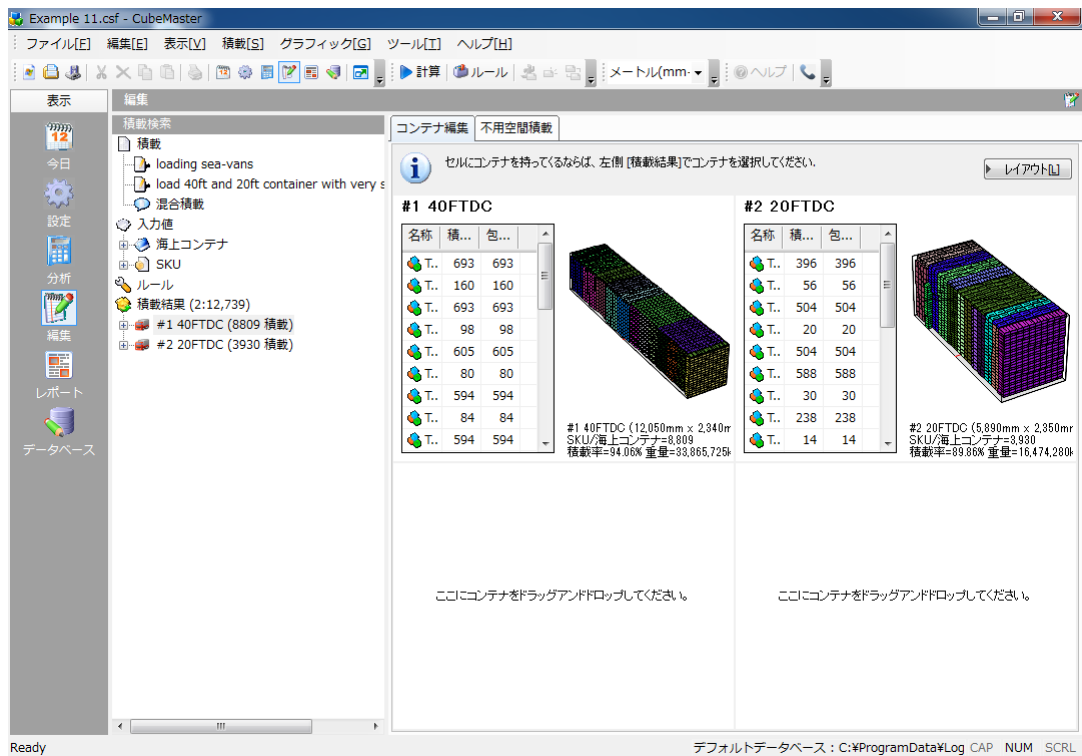 Example 11.csf - CubeMaster
ファイル[F] 編集[E] 表示[V] 積載[S] グラフィック[G] ツール[T] ヘルプ[H]
計算 ルール メートル(mm- ヘルプ
表示
今日
設定
分析
編集
レポート
データベース
編集
積載検索
積載
loading sea-vans
load 40ft and 20ft container with very s
混合積載
入力値
海上コンテナ
SKU
ルール
積載結果 (2:12,739)
#1 40FTDC (8809 積載)
#2 20FTDC (3930 積載)
コンテナ編集 不用空間積載
セルにコンテナを持ってくるならば、左側 [積載結果]でコンテナを選択してください.
レイアウト[L]
#1 40FTDC
名称 積... 包...
T.. 693 693
T.. 160 160
T.. 693 693
T.. 98 98
T.. 605 605
T.. 80 80
T.. 594 594
T.. 84 84
T.. 594 594
#1 40FTDC (12,050mm x 2,340m
SKU/海上コンテナ=8,809
積載率=94.06% 重量=33,865,725k
#2 20FTDC
名称 積... 包...
T.. 396 396
T.. 56 56
T.. 504 504
T.. 20 20
T.. 504 504
T.. 588 588
T.. 30 30
T.. 238 238
T.. 14 14
#2 20FTDC (5,890mm x 2,350mm
SKU/海上コンテナ=3,930
積載率=89.86% 重量=16,474,280k
ここにコンテナをドラッグアンドドロップしてください。
ここにコンテナをドラッグアンドドロップしてください。
Ready
デフォルトデータベース : C:¥ProgramData¥Log CAP NUM SCRL